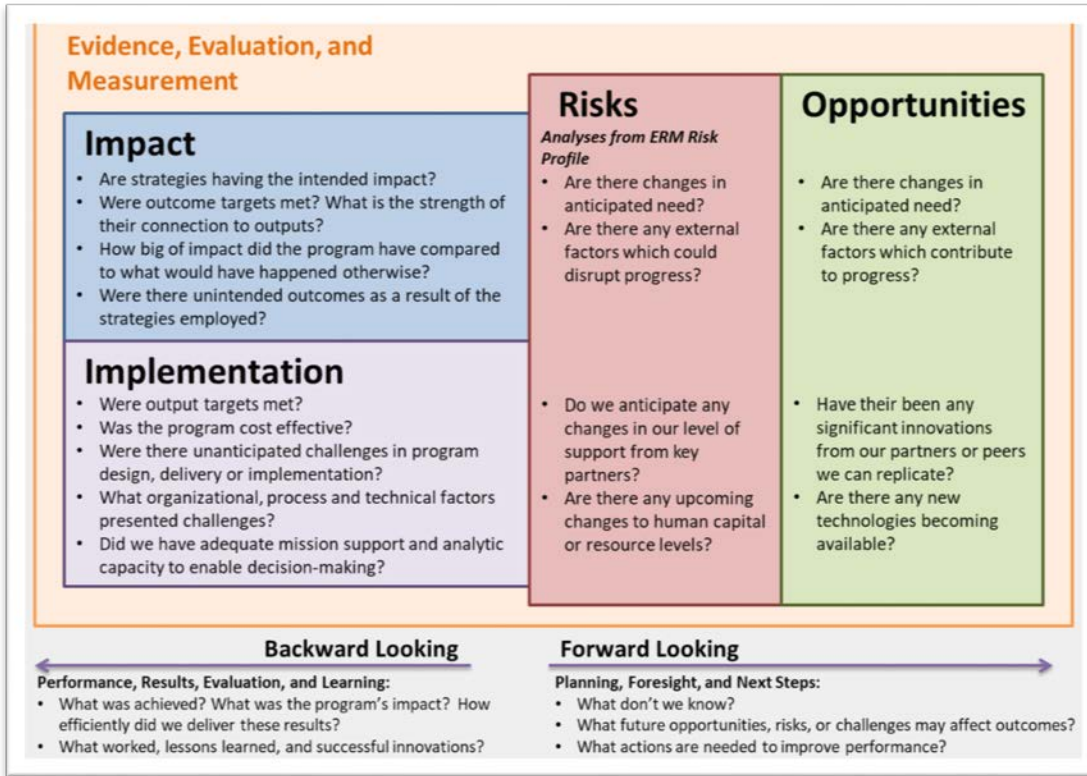 Evidence, Evaluation, and
Measurement
Impact
• Are strategies having the intended impact?
• Were outcome targets met? What is the strength of
their connection to outputs?
• How big of impact did the program have compared
to what would have happened otherwise?
• Were there unintended outcomes as a result of the
strategies employed?
Implementation
• Were output targets met?
• Was the program cost effective?
• Were there unanticipated challenges in program
design, delivery or implementation?
• What organizational, process and technical factors
presented challenges?
• Did we have adequate mission support and analytic
capacity to enable decision-making?
Risks
Analyses from ERM Risk
Profile
• Are there changes in
anticipated need?
• Are there any external
factors which could
disrupt progress?
• Do we anticipate any
changes in our level of
support from key
partners?
• Are there any upcoming
changes to human capital
or resource levels?
Opportunities
• Are there changes in
anticipated need?
• Are there any external
factors which contribute
to progress?
• Have their been any
significant innovations
from our partners or peers
we can replicate?
• Are there any new
technologies becoming
available?
Backward Looking
Performance, Results, Evaluation, and Learning:
• What was achieved? What was the program's impact? How
efficiently did we deliver these results?
• What worked, lessons learned, and successful innovations?
Forward Looking
Planning, Foresight, and Next Steps:
• What don't we know?
• What future opportunities, risks, or challenges may affect outcomes?
• What actions are needed to improve performance?